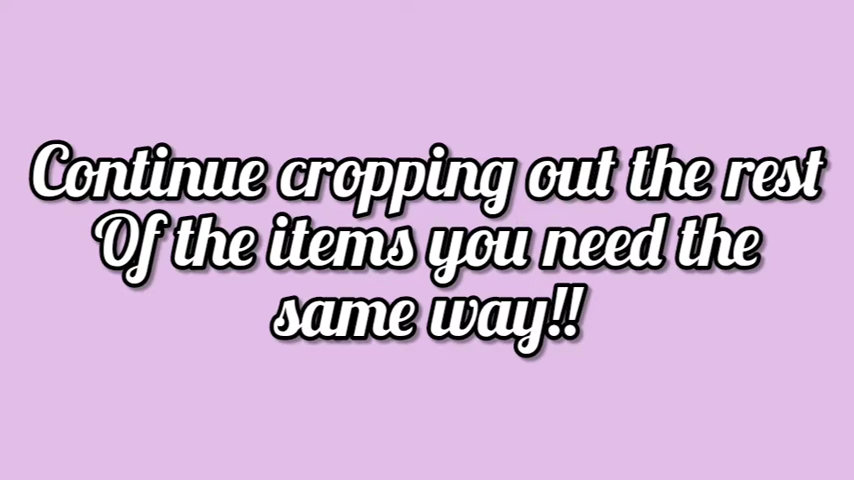 Continue cropping out the rest
Of the items you need the
same way!!